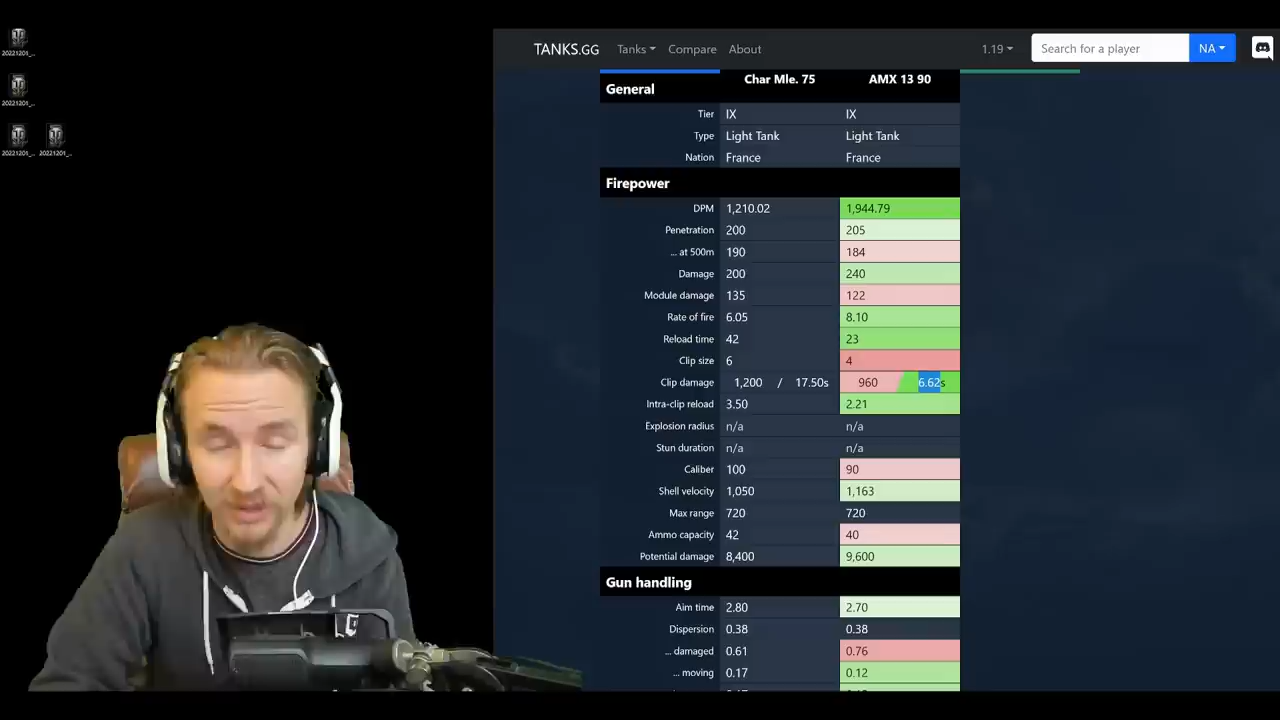 20221201_...
20221201_...
20221201_... 20221201_...
TANKS.GG Tanks Compare About 1.19 Search for a player NA
Char Mle. 75 AMX 13 90
General
Tier IX IX
Type Light Tank Light Tank
Nation France France
Firepower
DPM 1,210.02 1,944.79
Penetration 200 205
... at 500m 190 184
Damage 200 240
Module damage 135 122
Rate of fire 6.05 8.10
Reload time 42 23
Clip size 6 4
Clip damage 1,200 / 17.50s 960 6.62s
Intra-clip reload 3.50 2.21
Explosion radius n/a n/a
Stun duration n/a n/a
Caliber 100 90
Shell velocity 1,050 1,163
Max range 720 720
Ammo capacity 42 40
Potential damage 8,400 9,600
Gun handling
Aim time 2.80 2.70
Dispersion 0.38 0.38
... damaged 0.61 0.76
... moving 0.17 0.12